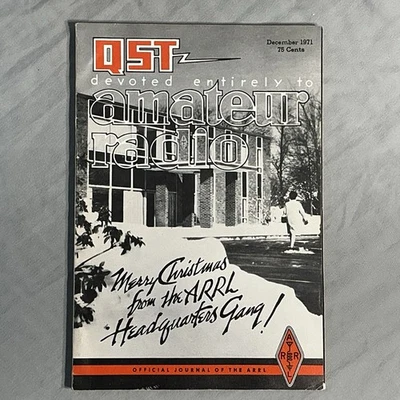 QST
December 1971
75 Cents
devoted entirely to
amateur
radio
Merry Christmas
from the ARRL
Headquarters Gang!
OFFICIAL JOURNAL OF THE ARRL
A
R R
L